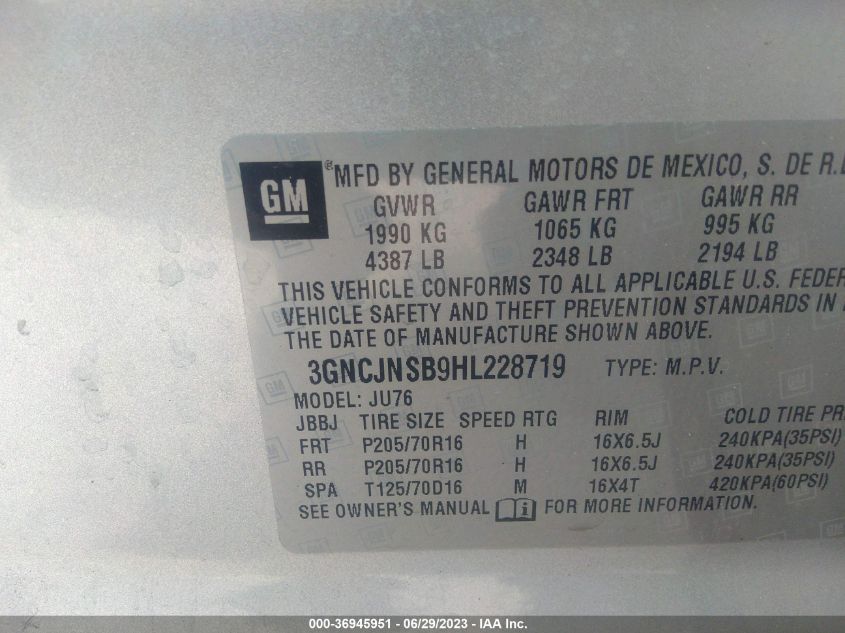 GM ® MFD BY GENERAL MOTORS DE MEXICO, S. DE R.
GVWR GAWR FRT GAWR RR
1990 KG 1065 KG 995 KG
4387 LB 2348 LB 2194 LB
THIS VEHICLE CONFORMS TO ALL APPLICABLE U.S. FEDER
VEHICLE SAFETY AND THEFT PREVENTION STANDARDS IN
THE DATE OF MANUFACTURE SHOWN ABOVE.
3GNCJNSB9HL228719 TYPE: M.P.V.
MODEL: JU76
JBBJ TIRE SIZE SPEED RTG RIM COLD TIRE PR
FRT P205/70R16 H 16X6.5J 240KPA(35PSI)
RR P205/70R16 H 16X6.5J 240KPA(35PSI)
SPA T125/70D16 M 16X4T 420KPA(60PSI)
SEE OWNER'S MANUAL i FOR MORE INFORMATION.
000-36945951 - 06/29/2023 - IAA Inc.